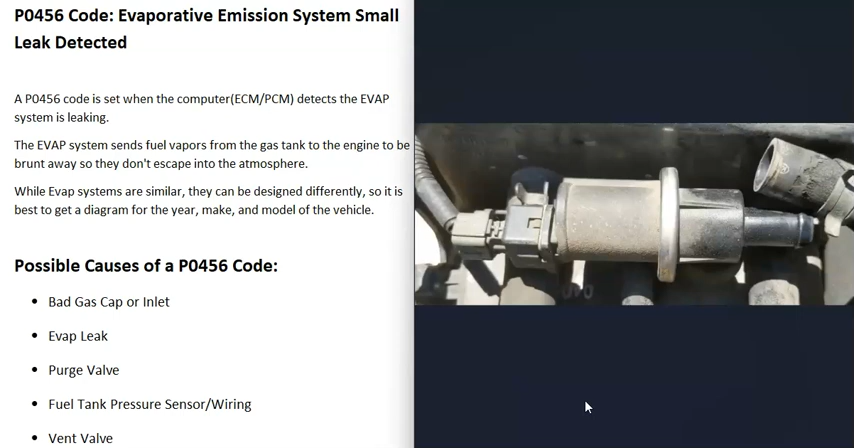 P0456 Code: Evaporative Emission System Small
Leak Detected
A P0456 code is set when the computer(ECM/PCM) detects the EVAP
system is leaking.
The EVAP system sends fuel vapors from the gas tank to the engine to be
brunt away so they don't escape into the atmosphere.
While Evap systems are similar, they can be designed differently, so it is
best to get a diagram for the year, make, and model of the vehicle.
Possible Causes of a P0456 Code:
• Bad Gas Cap or Inlet
• Evap Leak
• Purge Valve
• Fuel Tank Pressure Sensor/Wiring
• Vent Valve